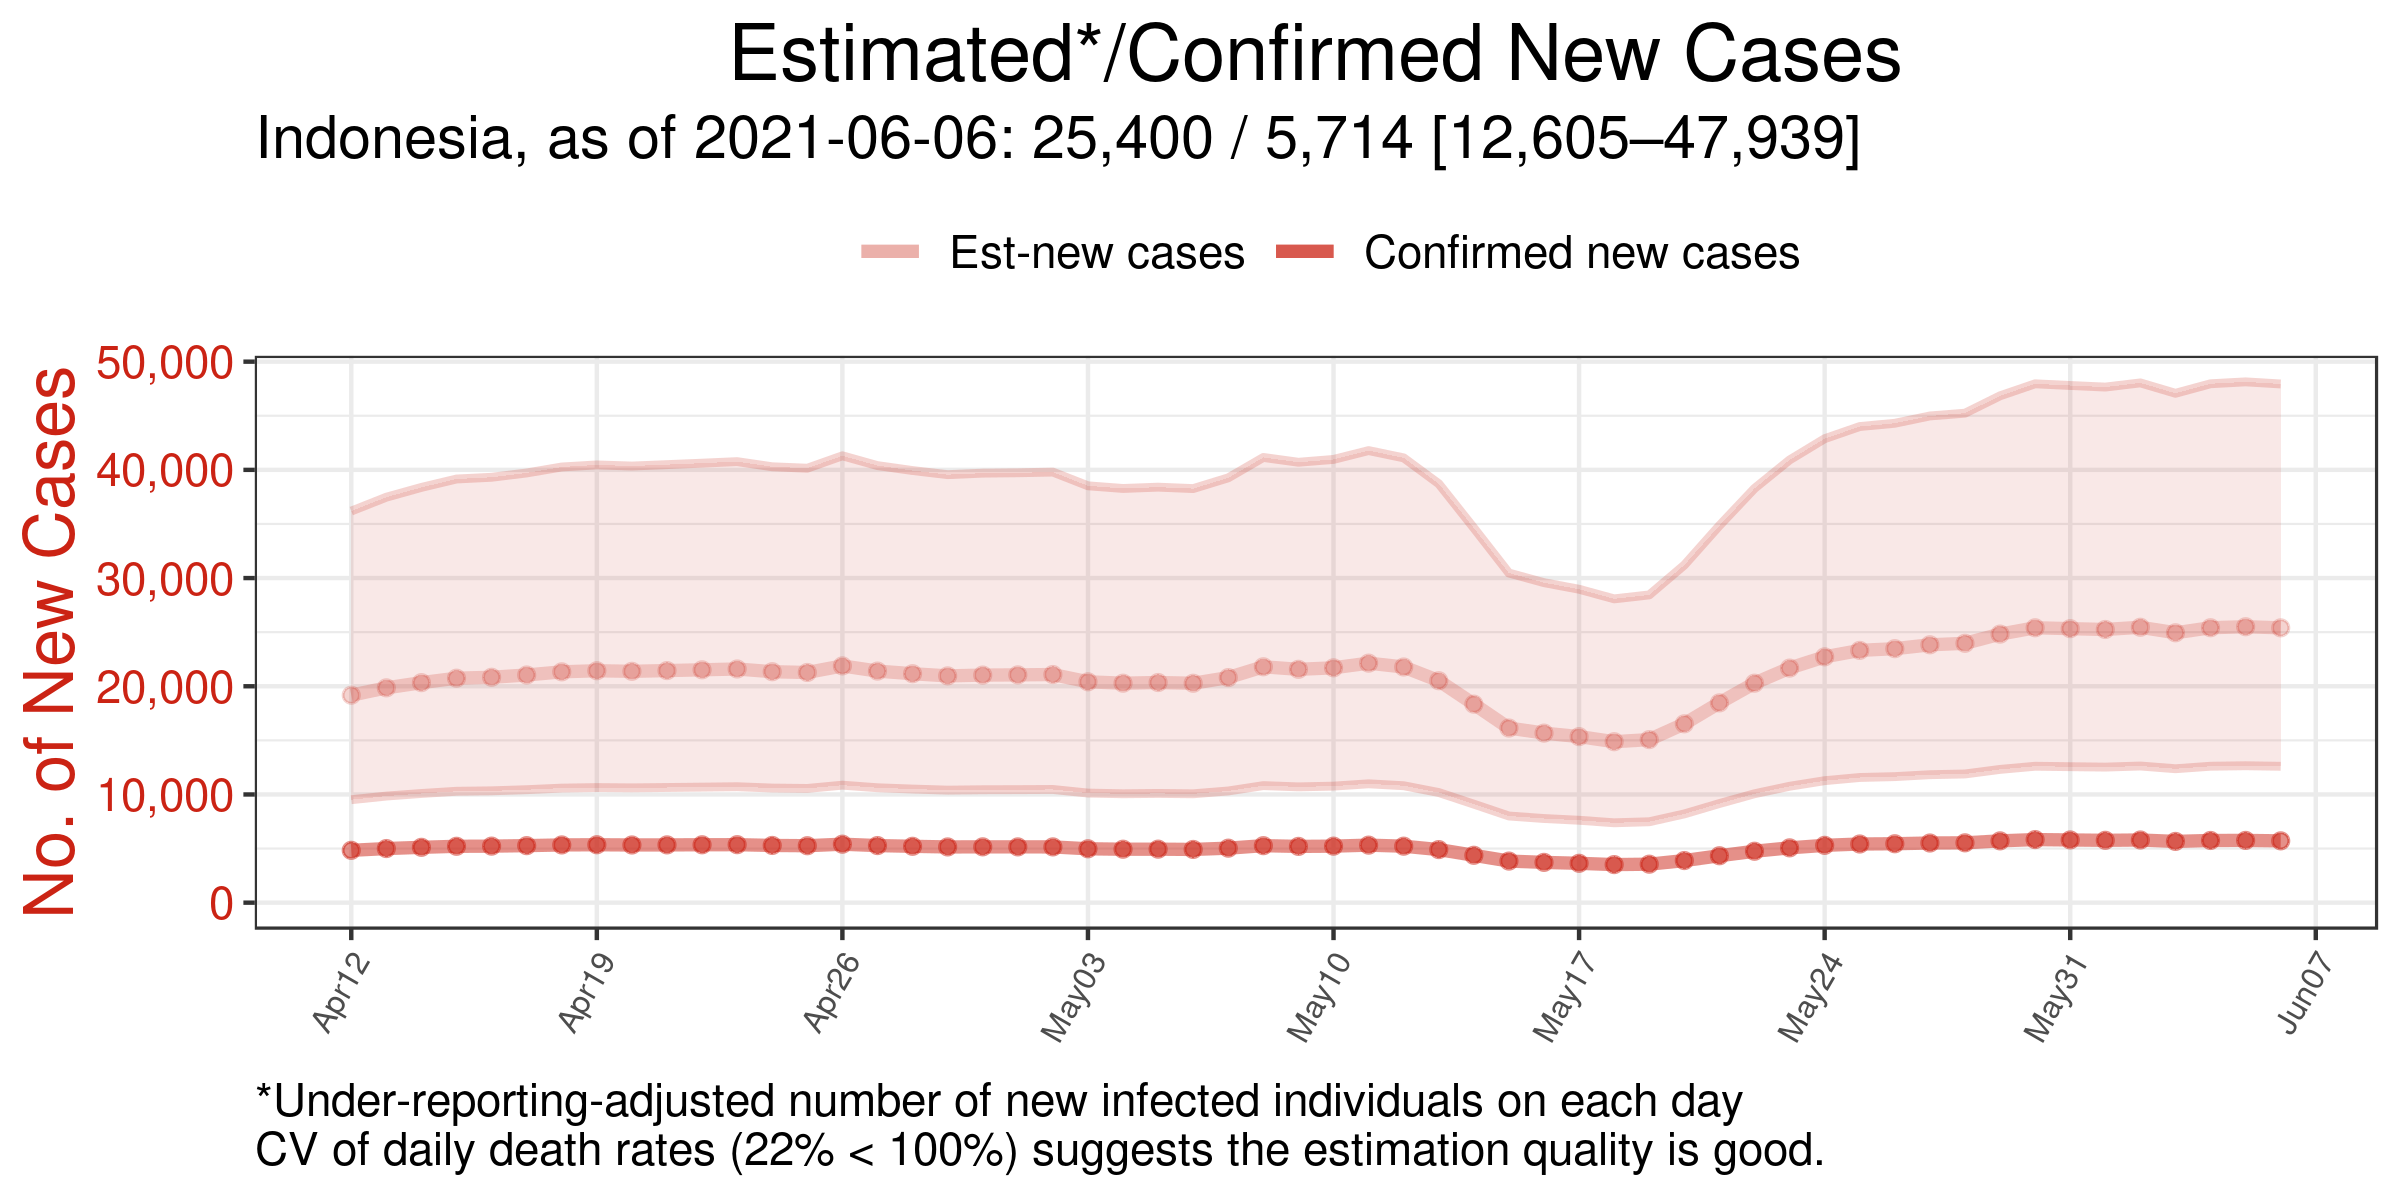 Estimated*/Confirmed New Cases
Indonesia, as of 2021-06-06: 25,400 / 5,714 [12,605–47,939]
Est-new cases
Confirmed new cases
No. of New Cases
50,000
40,000
30,000
20,000
10,000
0
Apr12
Apr19
Apr26
May03
May10
May17
May24
May31
Jun07
*Under-reporting-adjusted number of new infected individuals on each day
CV of daily death rates (22% < 100%) suggests the estimation quality is good.